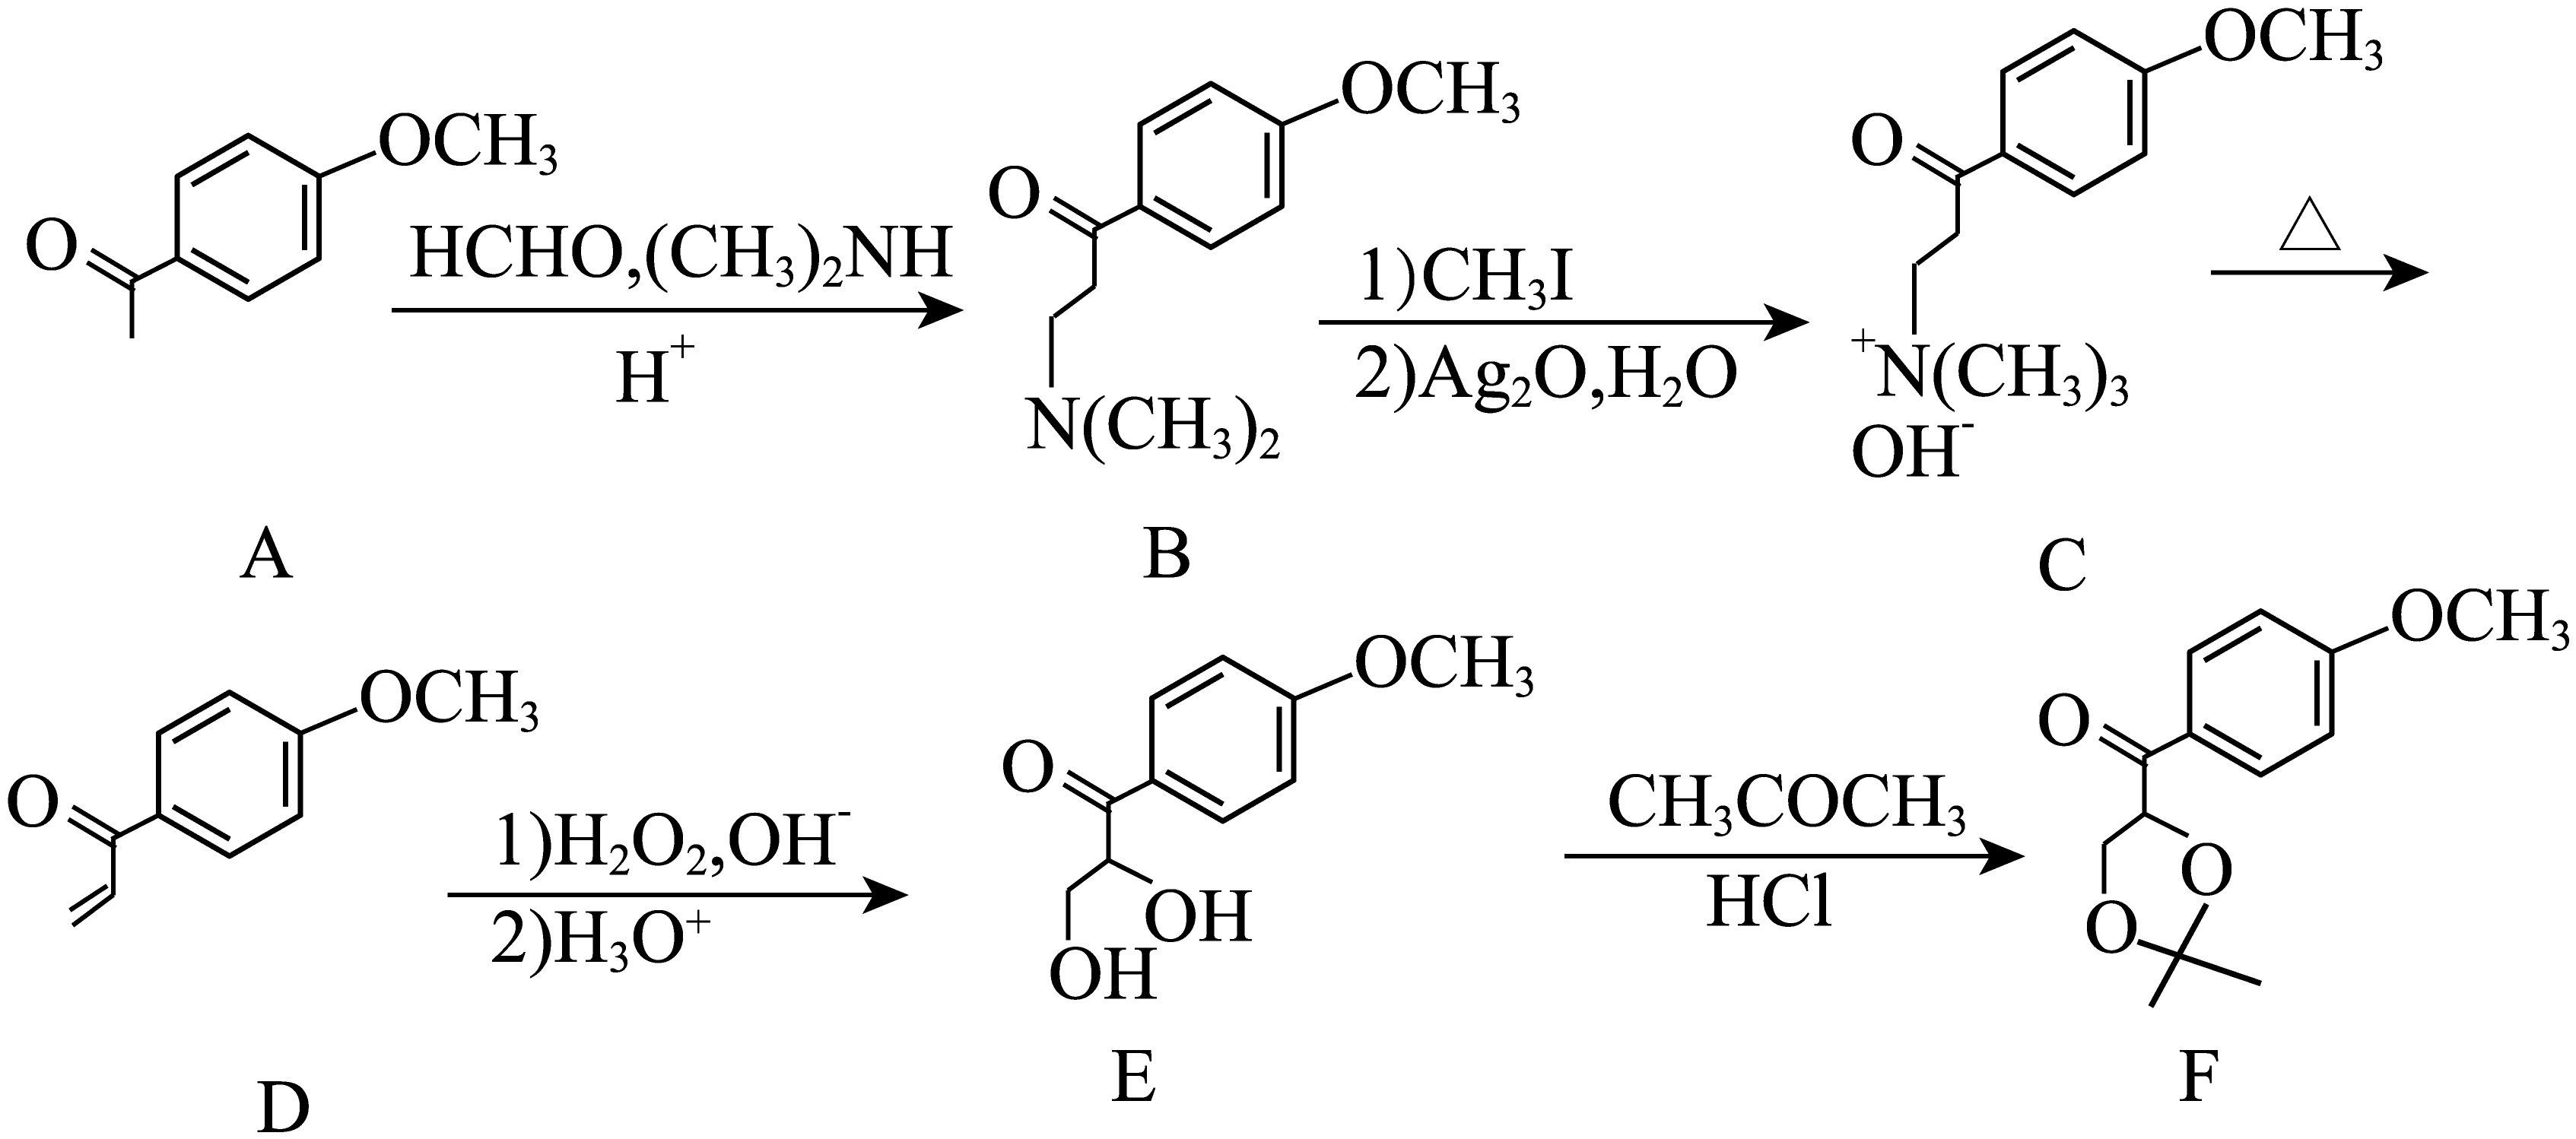 OCH₃
O
A
HCHO,(CH₃)₂NH
H⁺
OCH₃
O
N(CH₃)₂
B
1)CH₃I
2)Ag₂O,H₂O
OCH₃
O
⁺N(CH₃)₃
OH⁻
C
△
OCH₃
O
D
1)H₂O₂,OH⁻
2)H₃O⁺
OCH₃
O
OH
OH
E
CH₃COCH₃
HCl
OCH₃
O
O
O
F